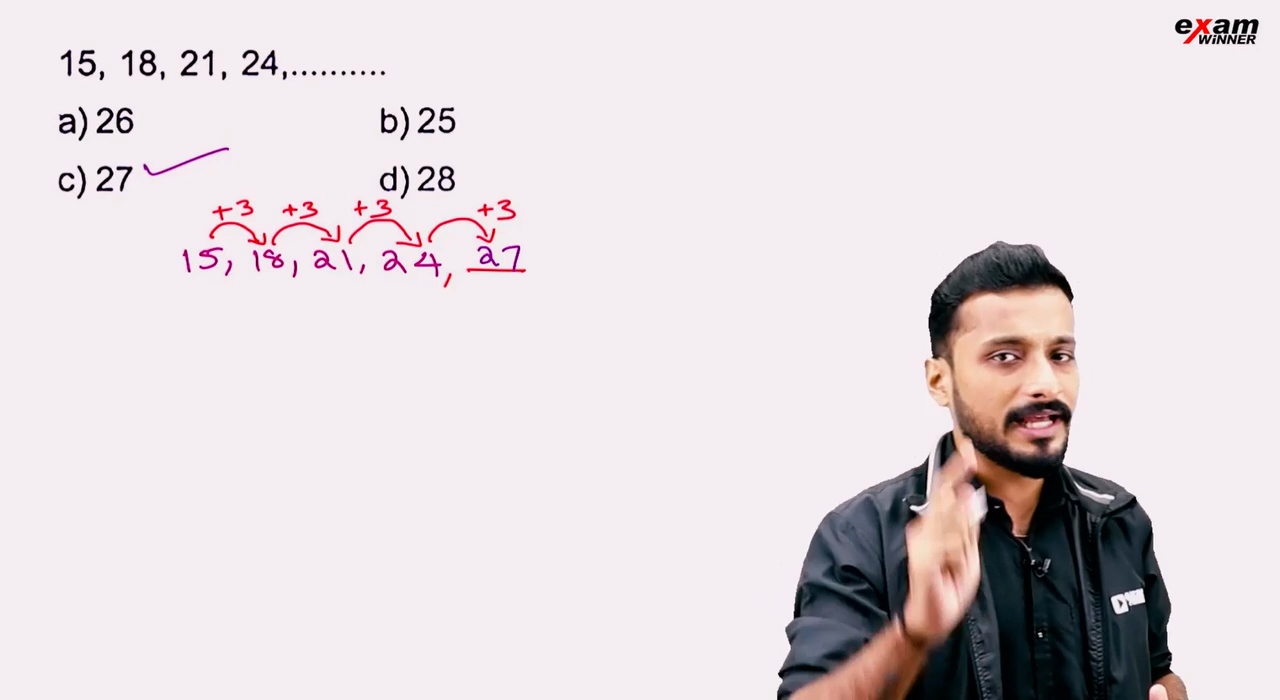 exam
WiNNER
15, 18, 21, 24,..........
a) 26 b) 25
c) 27 d) 28
+3 +3 +3 +3
15, 18, 21, 24, 27